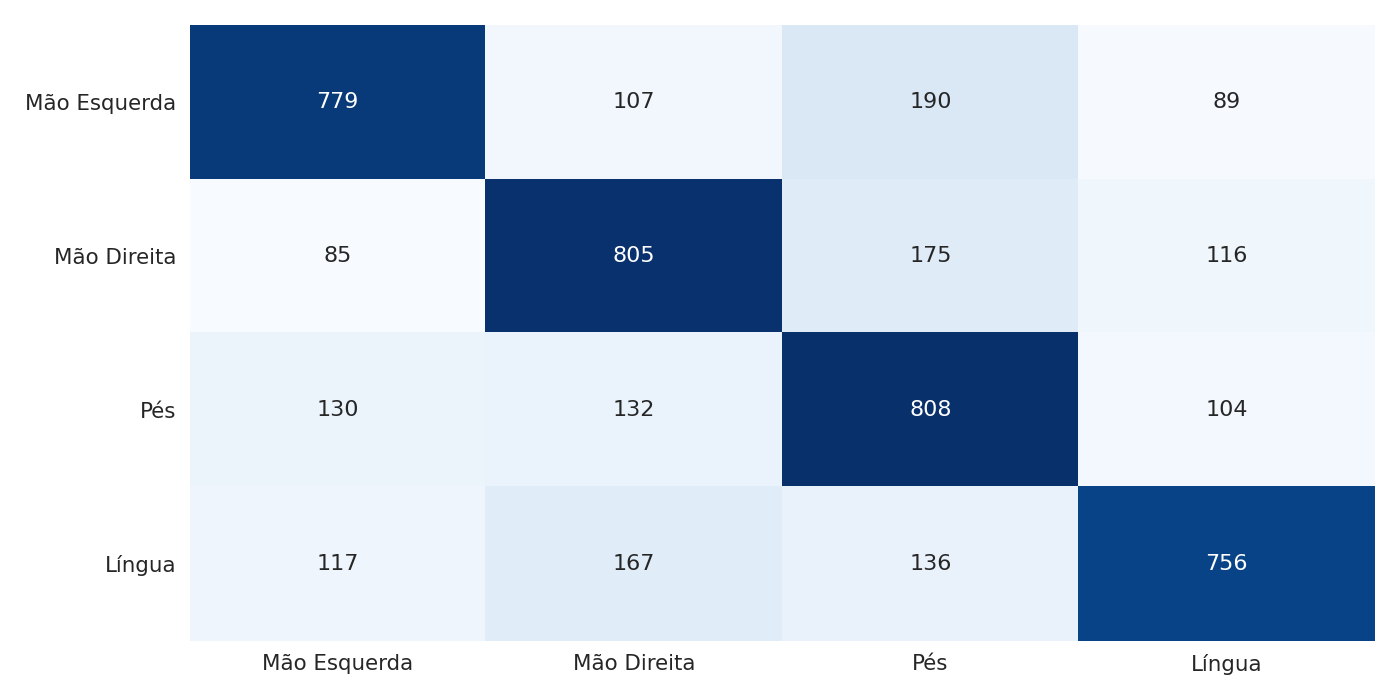 Mão Esquerda 779 107 190 89
Mão Direita 85 805 175 116
Pés 130 132 808 104
Língua 117 167 136 756
Mão Esquerda Mão Direita Pés Língua